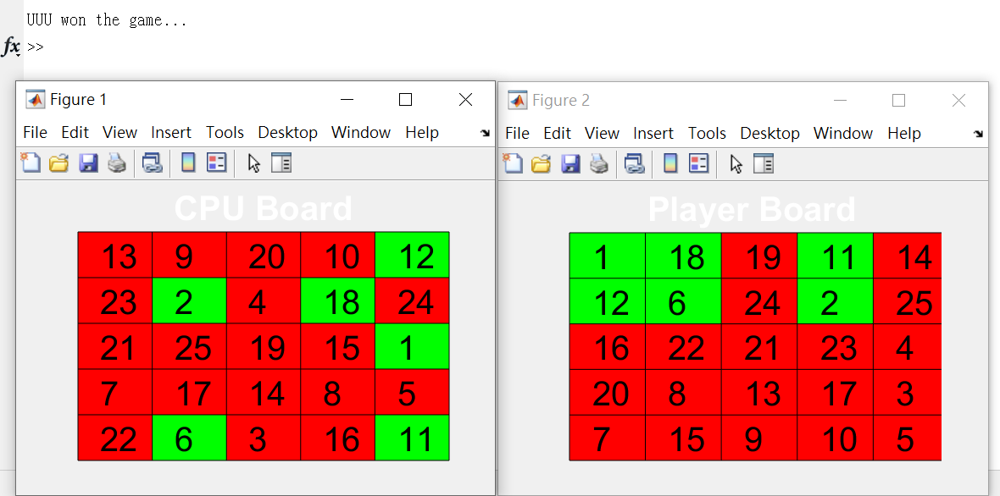 UUU won the game...
fx >>
Figure 1
File Edit View Insert Tools Desktop Window Help
CPU Board
13 9 20 10 12
23 2 4 18 24
21 25 19 15 1
7 17 14 8 5
22 6 3 16 11
Figure 2
File Edit View Insert Tools Desktop Window Help
Player Board
1 18 19 11 14
12 6 24 2 25
16 22 21 23 4
20 8 13 17 3
7 15 9 10 5